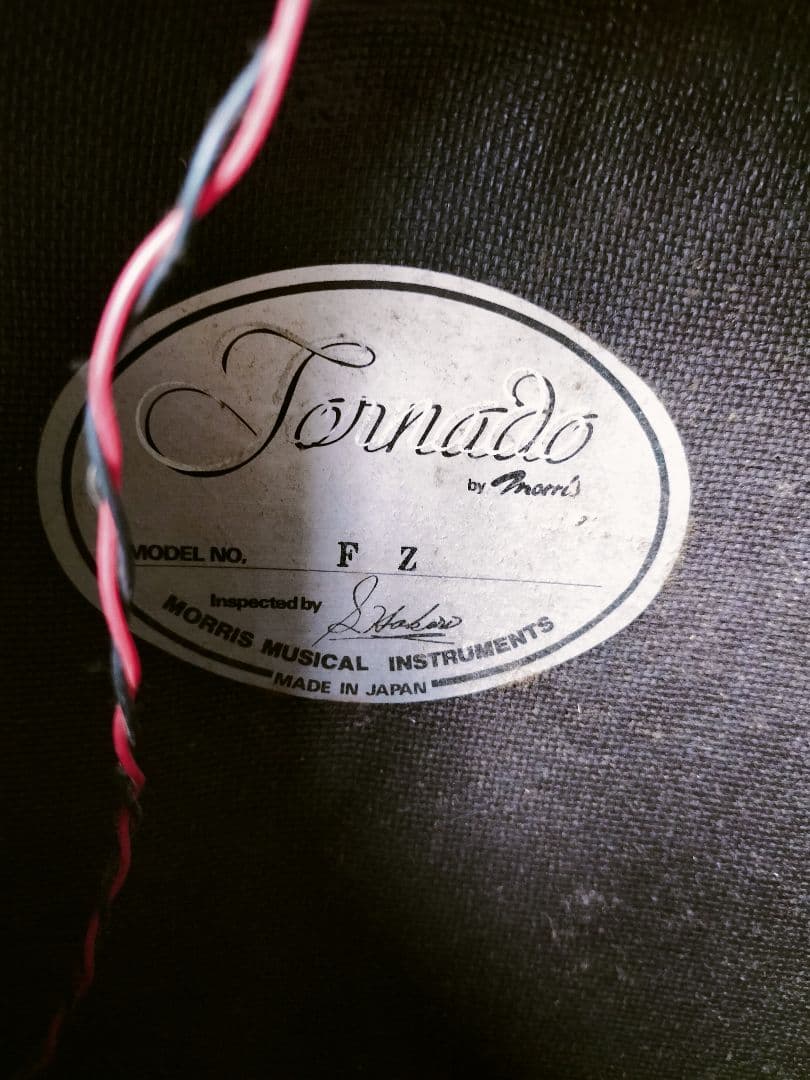 Tornado
by Morris
MODEL NO. F Z
Inspected by
MORRIS MUSICAL INSTRUMENTS
MADE IN JAPAN